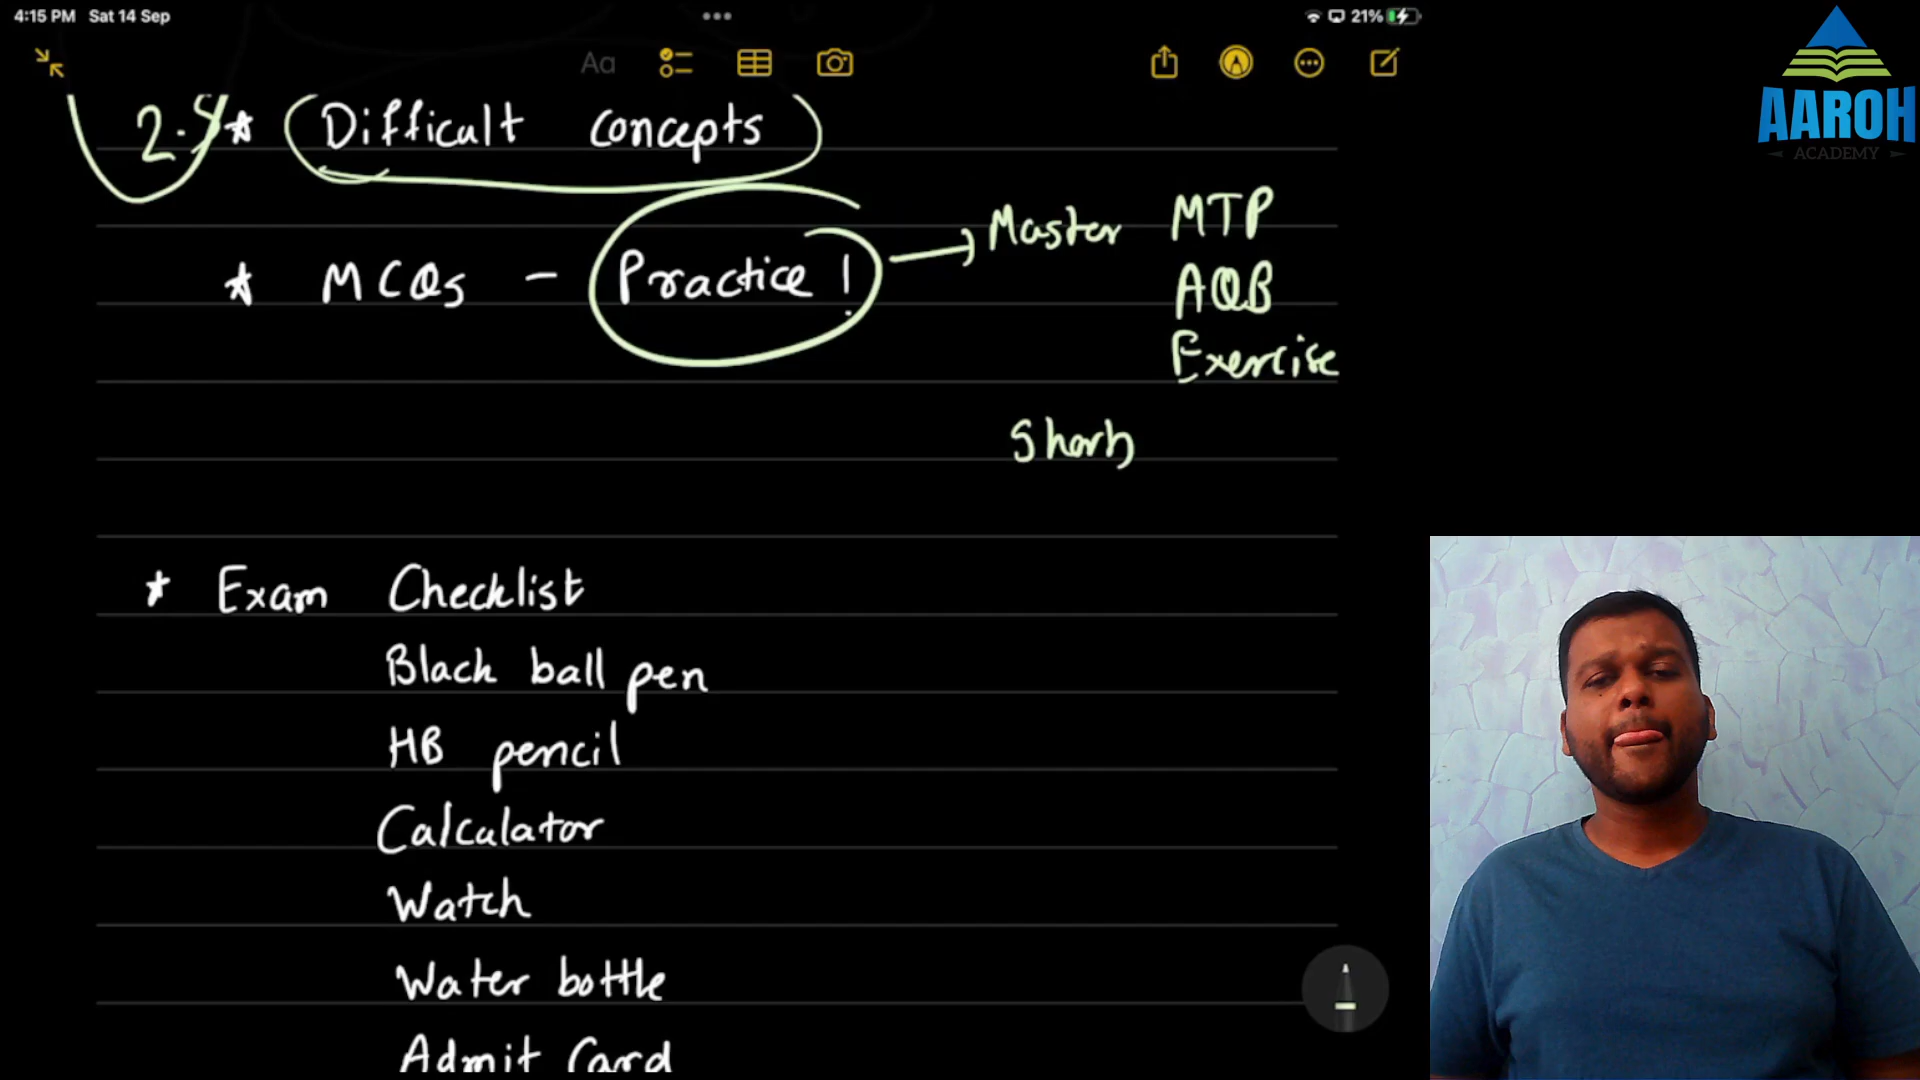 4:15 PM Sat 14 Sep
21%
Aa
AAROH
ACADEMY
2.5
* Difficult concepts
* MCQs - Practice! → Master MTP
AQB
Exercise
* Exam Checklist
Black ball pen
HB pencil
Calculator
Watch
Water bottle
Admit Card